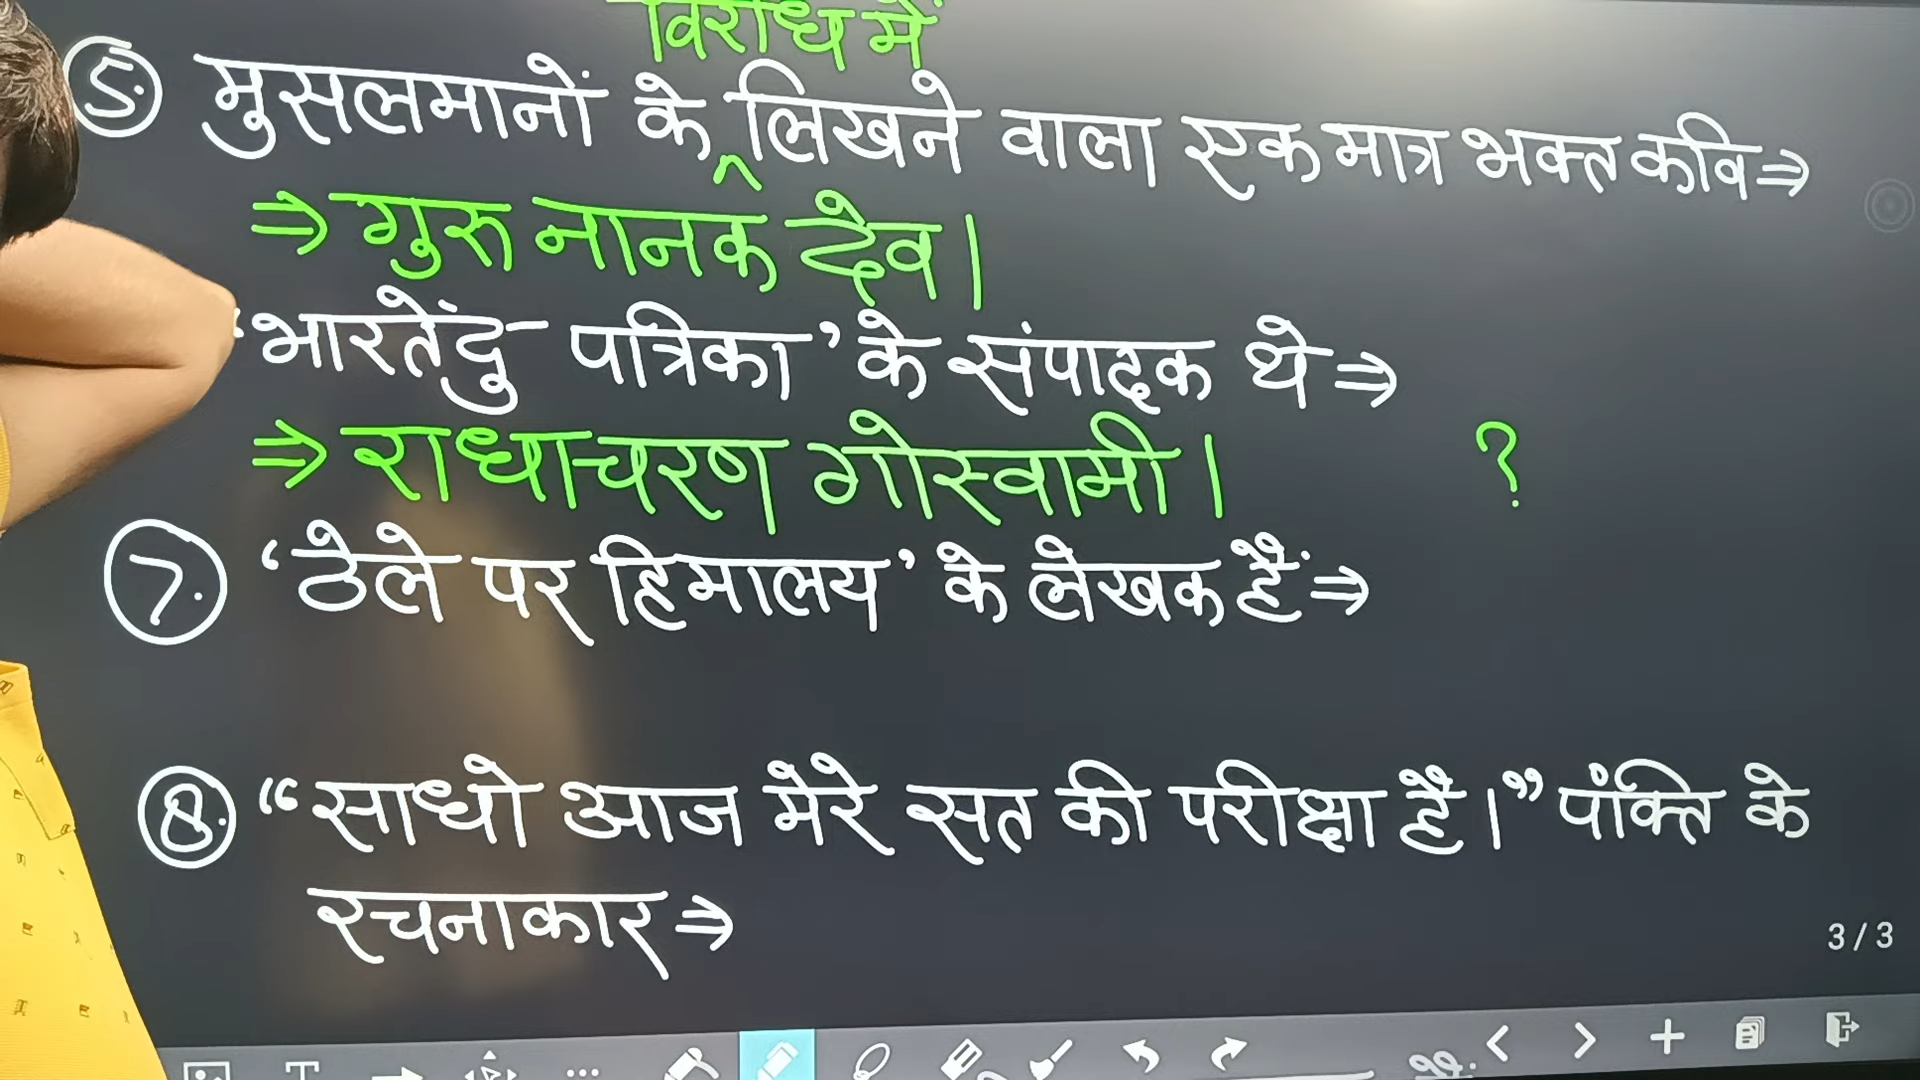 विरोध में
5. मुसलमानों के ^ लिखने वाला एक मात्र भक्त कवि⇒
⇒ गुरु नानक देव।
'भारतेंदु पत्रिका' के संपादक थे⇒
⇒ राधाचरण गोस्वामी। ?
7. 'ठेले पर हिमालय' के लेखक हैं⇒
8. "साधो आज मेरे सत की परीक्षा है।" पंक्ति के
रचनाकार⇒
3/3